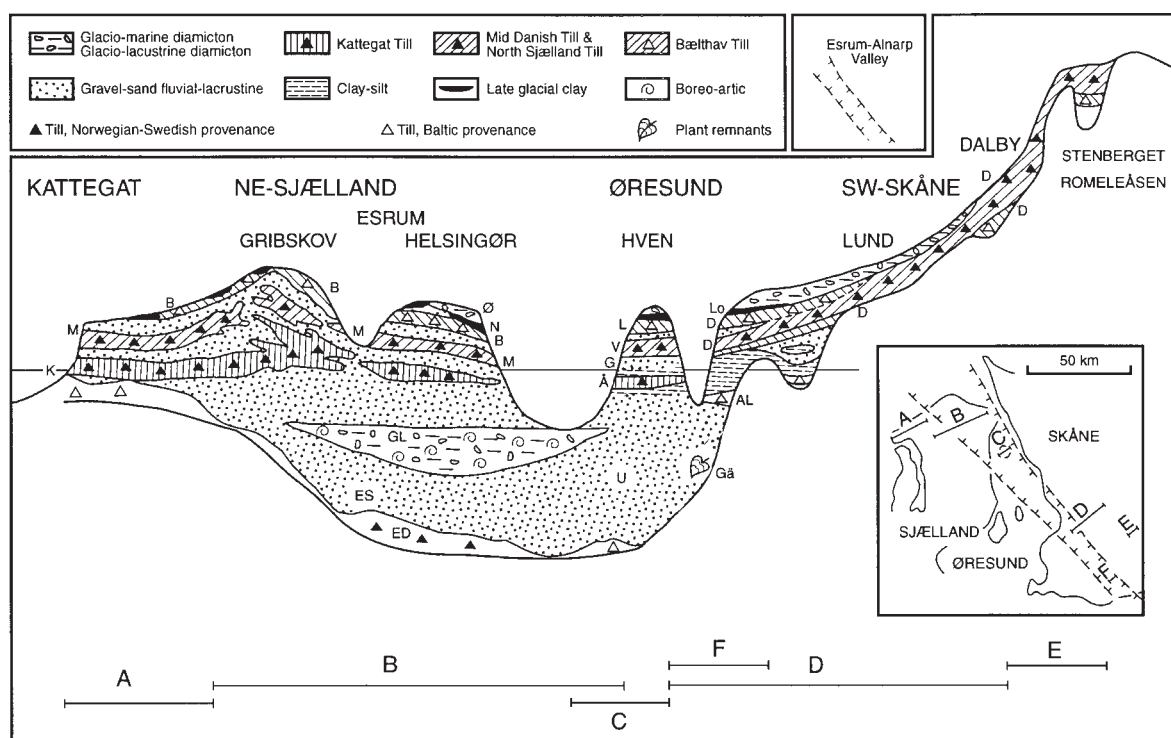 Glacio-marine diamicton
Glacio-lacustrine diamicton
Kattegat Till
Mid Danish Till &
North Sjælland Till
Bælthav Till
Gravel-sand fluvial-lacrustine
Clay-silt
Late glacial clay
Boreo-artic
Till, Norwegian-Swedish provenance
Till, Baltic provenance
Plant remnants
Esrum-Alnarp
Valley
KATTEGAT
NE-SJÆLLAND
ØRESUND
SW-SKÅNE
DALBY
STENBERGET
ROMELEÅSEN
ESRUM
GRIBSKOV
HELSINGØR
HVEN
LUND
D
D
B
B
M
K
M
Ø
N
B
M
L
V
G
Å
Lo
D
D
D
AL
GL
ES
ED
U
Gä
50 km
A
B
C
SKÅNE
D
E
F
SJÆLLAND
ØRESUND
A
B
C
F
D
E